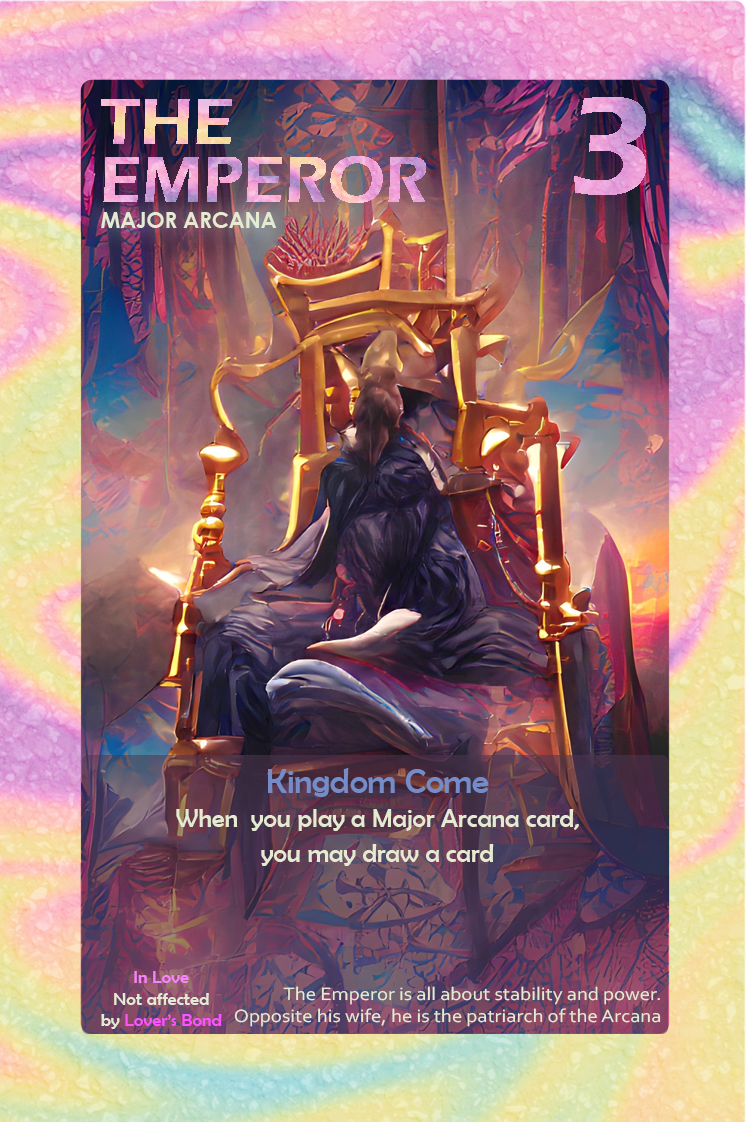 THE
EMPEROR
3
MAJOR ARCANA
Kingdom Come
When you play a Major Arcana card,
you may draw a card
In Love
Not affected
by Lover's Bond
The Emperor is all about stability and power.
Opposite his wife, he is the patriarch of the Arcana